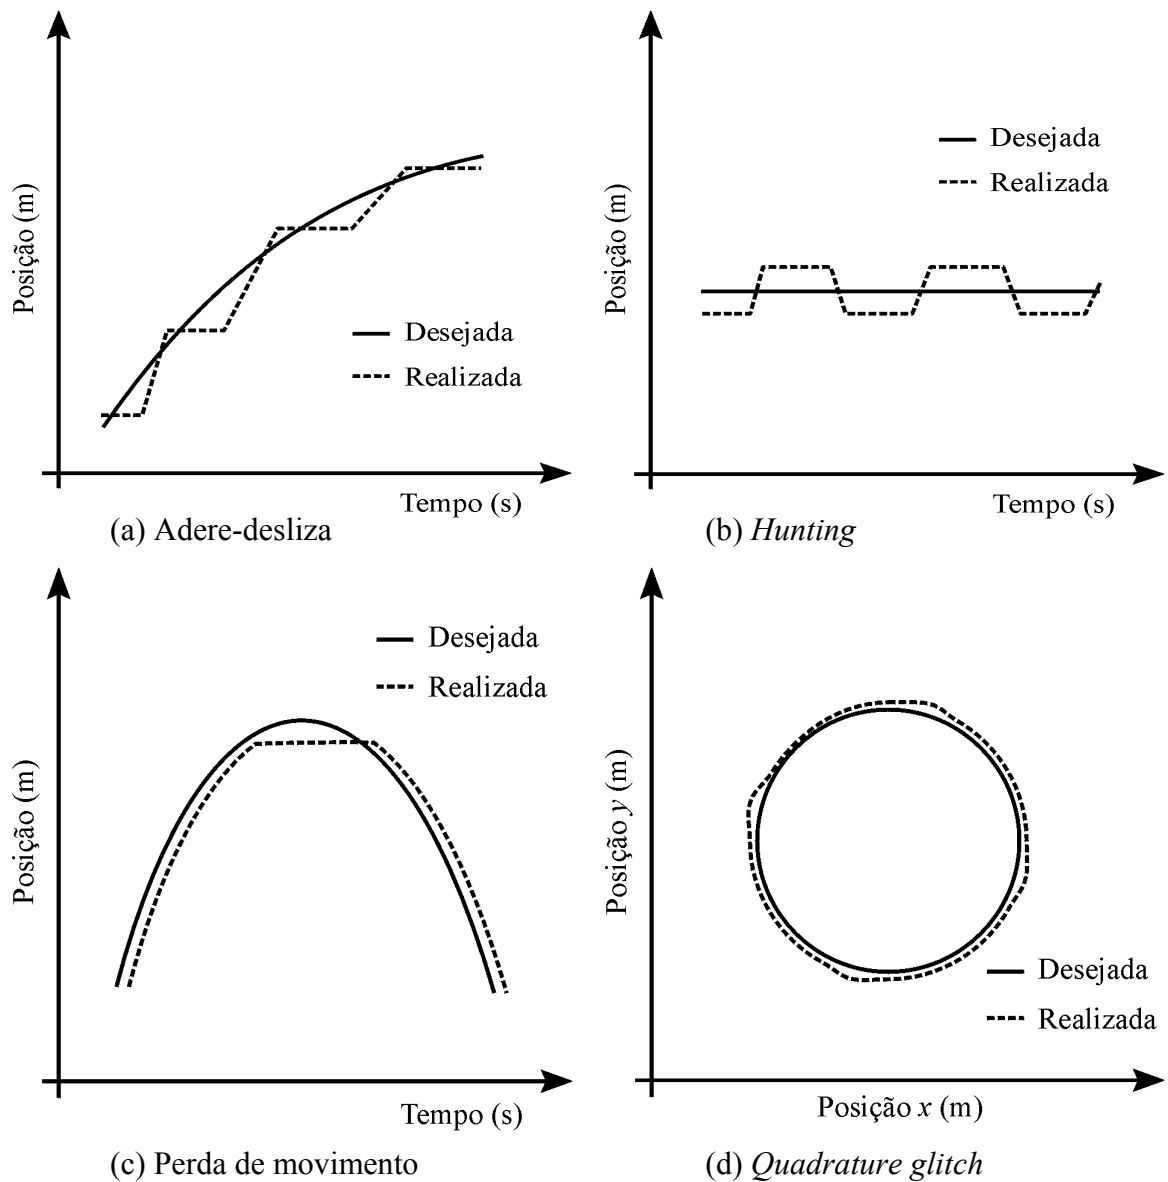 Posição (m)
Desejada
Realizada
Tempo (s)
(a) Adere-desliza
Posição (m)
Desejada
Realizada
Tempo (s)
(b) Hunting
Posição (m)
Desejada
Realizada
Tempo (s)
(c) Perda de movimento
Posição y (m)
Desejada
Realizada
Posição x (m)
(d) Quadrature glitch